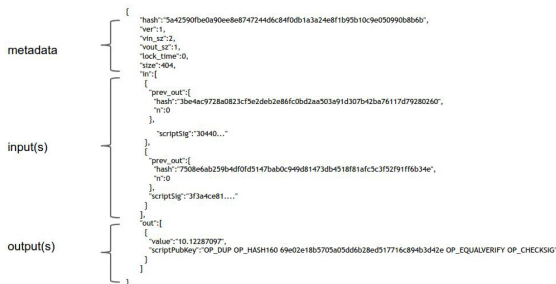 {
"hash":"5a42590fbe0a90ee8e8747244d6c84f0db1a3a24e8f1b95b10c9e050990b8b6b",
"ver":1,
"vin_sz":2,
"vout_sz":1,
metadata
"lock_time":0,
"size":404,
"in":[
{
"prev_out":{
"hash":"3be4ac9728a0823cf5e2deb2e86fc0bd2aa503a91d307b42ba76117d79280260",
"n":0
},
"scriptSig":"30440..."
},
input(s)
{
"prev_out":{
"hash":"7508e6ab259b4df0fd5147bab0c949d81473db4518f81afc5c3f52f91ff6b34e",
"n":0
},
"scriptSig":"3f3a4ce81...."
}
],
"out":[
{
output(s)
"value":"10.12287097",
"scriptPubKey":"OP_DUP OP_HASH160 69e02e18b5705a05dd6b28ed517716c894b3d42e OP_EQUALVERIFY OP_CHECKSIG"
}
]
}